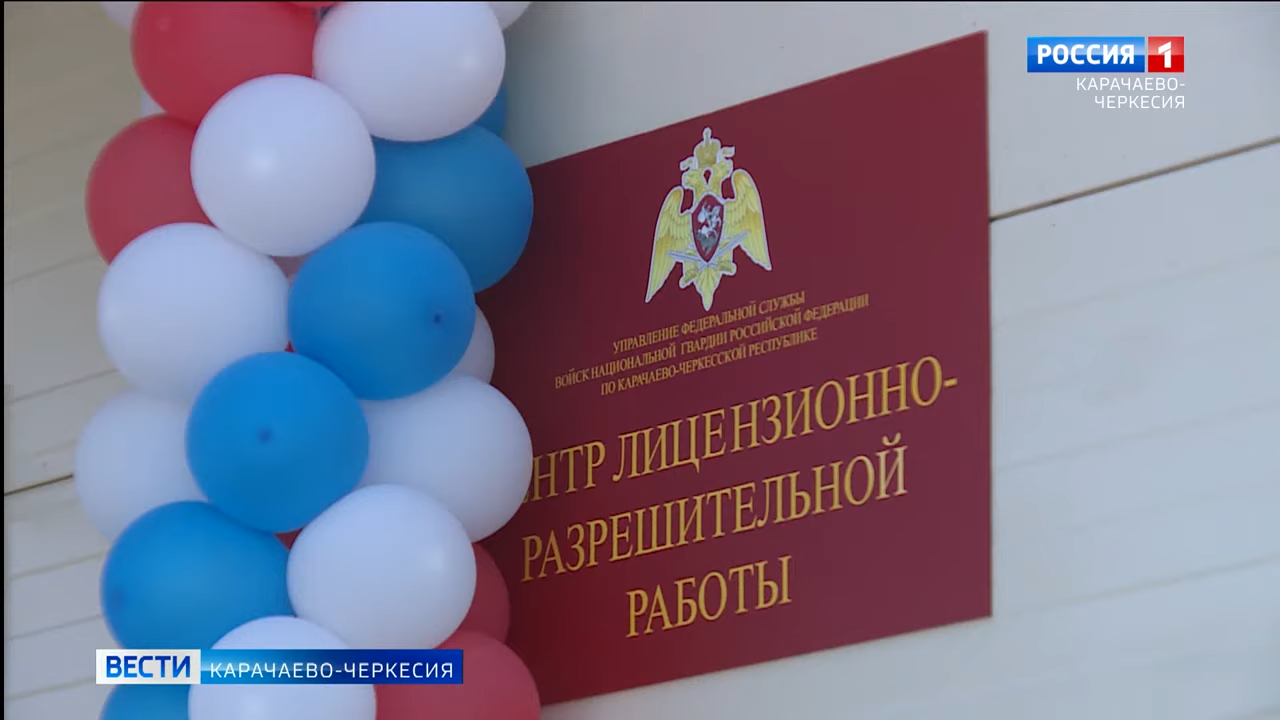 РОССИЯ 1
КАРАЧАЕВО-
ЧЕРКЕСИЯ
УПРАВЛЕНИЕ ФЕДЕРАЛЬНОЙ СЛУЖБЫ
ВОЙСК НАЦИОНАЛЬНОЙ ГВАРДИИ РОССИЙСКОЙ ФЕДЕРАЦИИ
ПО КАРАЧАЕВО-ЧЕРКЕССКОЙ РЕСПУБЛИКЕ
ЕНТР ЛИЦЕНЗИОННО-
РАЗРЕШИТЕЛЬНОЙ
РАБОТЫ
ВЕСТИ КАРАЧАЕВО-ЧЕРКЕСИЯ